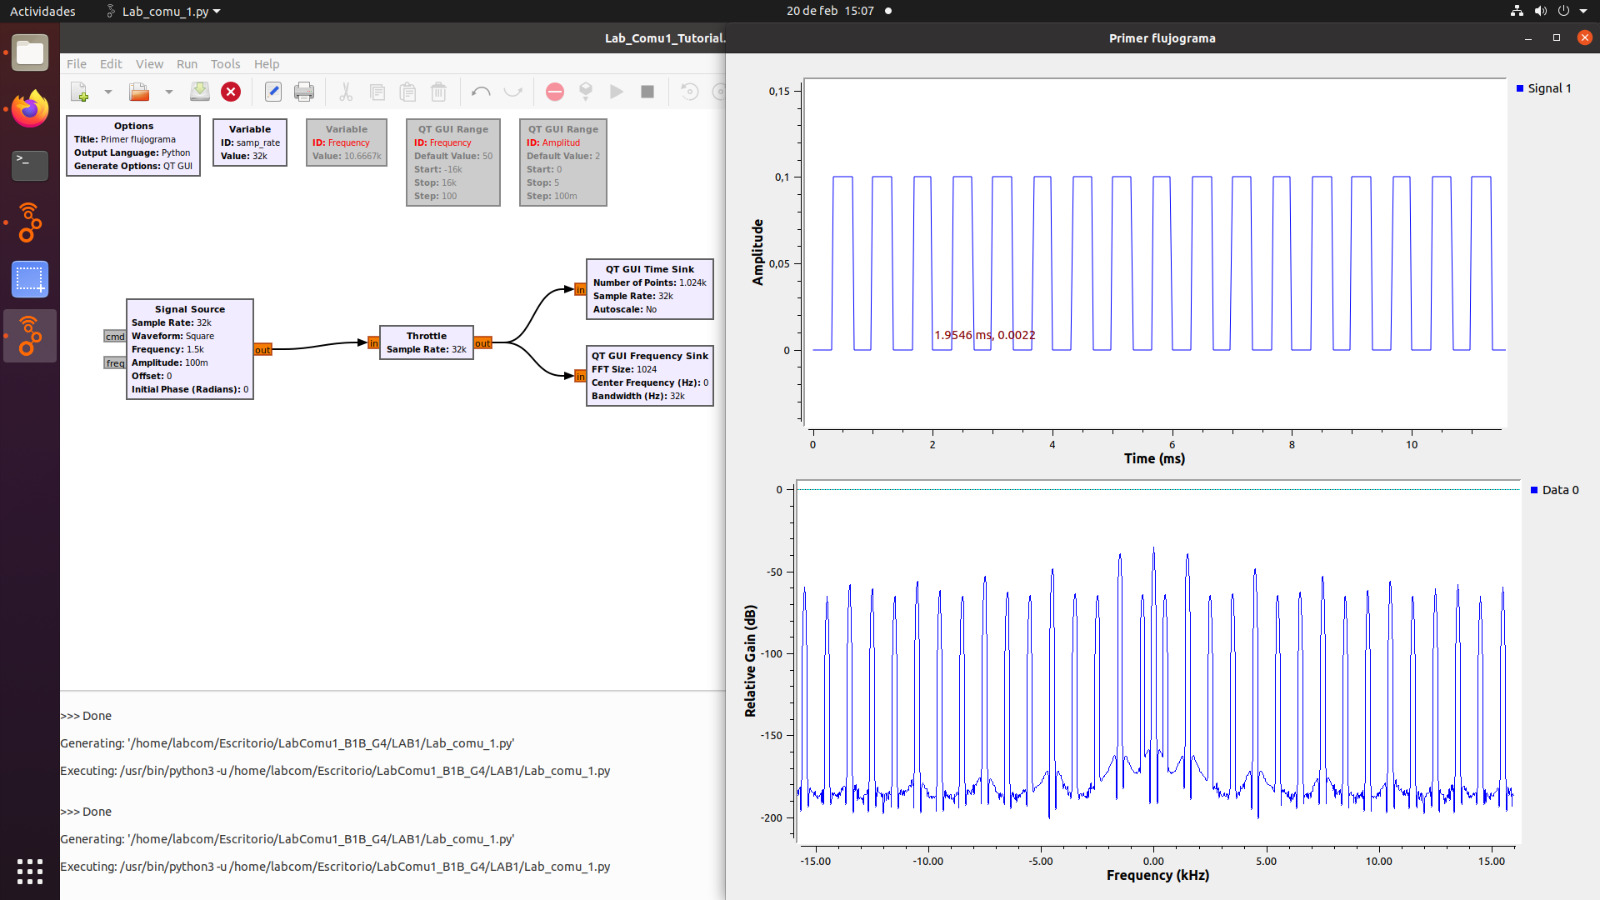 Actividades
Lab_comu_1.py
20 de feb 15:07
Lab_Comu1_Tutorial.
File Edit View Run Tools Help
Options
Title: Primer flujograma
Output Language: Python
Generate Options: QT GUI
Variable
ID: samp_rate
Value: 32k
Variable
ID: Frequency
Value: 10.6667k
QT GUI Range
ID: Frequency
Default Value: 50
Start: -16k
Stop: 16k
Step: 100
QT GUI Range
ID: Amplitud
Default Value: 2
Start: 0
Stop: 5
Step: 100m
Signal Source
Sample Rate: 32k
Waveform: Square
Frequency: 1.5k
Amplitude: 100m
Offset: 0
Initial Phase (Radians): 0
cmd
freq
out
in
Throttle
Sample Rate: 32k
out
in
QT GUI Time Sink
Number of Points: 1.024k
Sample Rate: 32k
Autoscale: No
in
QT GUI Frequency Sink
FFT Size: 1024
Center Frequency (Hz): 0
Bandwidth (Hz): 32k
>>> Done
Generating: '/home/labcom/Escritorio/LabComu1_B1B_G4/LAB1/Lab_comu_1.py'
Executing: /usr/bin/python3 -u /home/labcom/Escritorio/LabComu1_B1B_G4/LAB1/Lab_comu_1.py
>>> Done
Generating: '/home/labcom/Escritorio/LabComu1_B1B_G4/LAB1/Lab_comu_1.py'
Executing: /usr/bin/python3 -u /home/labcom/Escritorio/LabComu1_B1B_G4/LAB1/Lab_comu_1.py
Primer flujograma
Signal 1
Amplitude
0,15
0,1
0,05
0
1.9546 ms, 0.0022
0 2 4 6 8 10
Time (ms)
Data 0
Relative Gain (dB)
0
-50
-100
-150
-200
-15.00 -10.00 -5.00 0.00 5.00 10.00 15.00
Frequency (kHz)